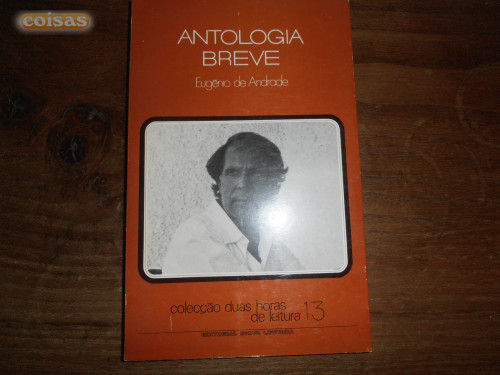 coisas
ANTOLOGIA
BREVE
Eugénio de Andrade
colecção duas horas
de leitura 13